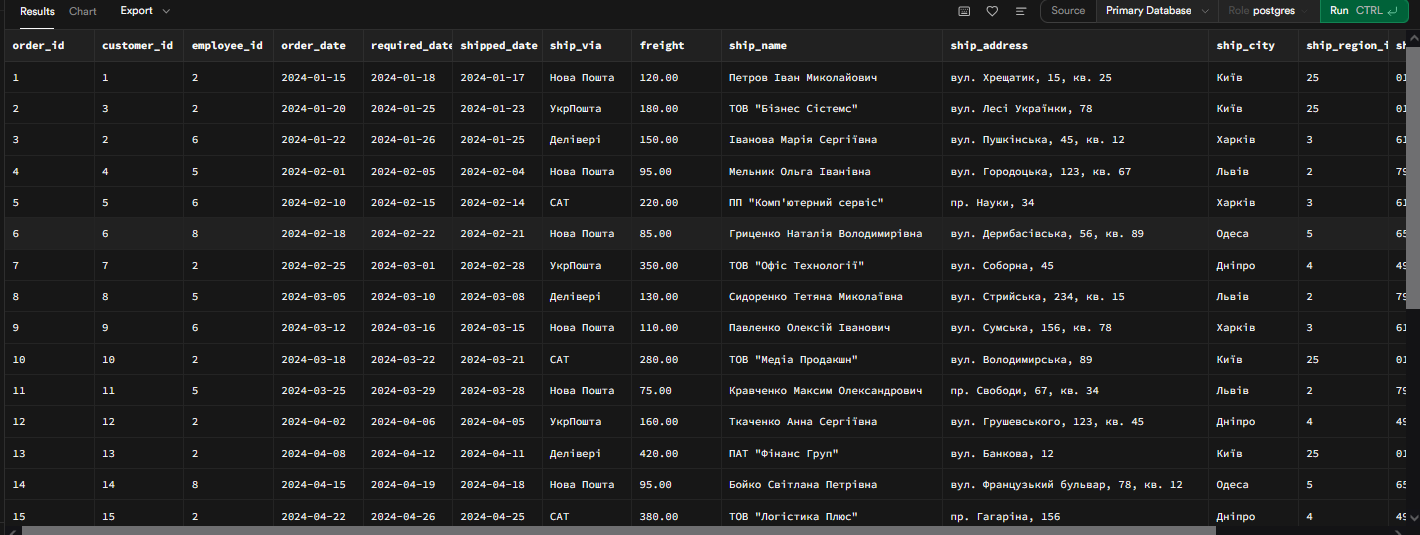 Results Chart Export Source Primary Database Role postgres Run CTRL
order_id customer_id employee_id order_date required_date shipped_date ship_via freight ship_name ship_address ship_city ship_region_i
1 1 2 2024-01-15 2024-01-18 2024-01-17 Нова Пошта 120.00 Петров Іван Миколайович вул. Хрещатик, 15, кв. 25 Київ 25 01
2 3 2 2024-01-20 2024-01-25 2024-01-23 УкрПошта 180.00 ТОВ "Бізнес Сістемс" вул. Лесі Українки, 78 Київ 25 01
3 2 6 2024-01-22 2024-01-26 2024-01-25 Делівері 150.00 Іванова Марія Сергіївна вул. Пушкінська, 45, кв. 12 Харків 3 61
4 4 5 2024-02-01 2024-02-05 2024-02-04 Нова Пошта 95.00 Мельник Ольга Іванівна вул. Городоцька, 123, кв. 67 Львів 2 79
5 5 6 2024-02-10 2024-02-15 2024-02-14 САТ 220.00 ПП "Комп'ютерний сервіс" пр. Науки, 34 Харків 3 61
6 6 8 2024-02-18 2024-02-22 2024-02-21 Нова Пошта 85.00 Гриценко Наталія Володимирівна вул. Дерибасівська, 56, кв. 89 Одеса 5 65
7 7 2 2024-02-25 2024-03-01 2024-02-28 УкрПошта 350.00 ТОВ "Офіс Технології" вул. Соборна, 45 Дніпро 4 49
8 8 5 2024-03-05 2024-03-10 2024-03-08 Делівері 130.00 Сидоренко Тетяна Миколаївна вул. Стрийська, 234, кв. 15 Львів 2 79
9 9 6 2024-03-12 2024-03-16 2024-03-15 Нова Пошта 110.00 Павленко Олексій Іванович вул. Сумська, 156, кв. 78 Харків 3 61
10 10 2 2024-03-18 2024-03-22 2024-03-21 САТ 280.00 ТОВ "Медіа Продакшн" вул. Володимирська, 89 Київ 25 01
11 11 5 2024-03-25 2024-03-29 2024-03-28 Нова Пошта 75.00 Кравченко Максим Олександрович пр. Свободи, 67, кв. 34 Львів 2 79
12 12 2 2024-04-02 2024-04-06 2024-04-05 УкрПошта 160.00 Ткаченко Анна Сергіївна вул. Грушевського, 123, кв. 45 Дніпро 4 49
13 13 2 2024-04-08 2024-04-12 2024-04-11 Делівері 420.00 ПАТ "Фінанс Груп" вул. Банкова, 12 Київ 25 01
14 14 8 2024-04-15 2024-04-19 2024-04-18 Нова Пошта 95.00 Бойко Світлана Петрівна вул. Французький бульвар, 78, кв. 12 Одеса 5 65
15 15 2 2024-04-22 2024-04-26 2024-04-25 САТ 380.00 ТОВ "Логістика Плюс" пр. Гагаріна, 156 Дніпро 4 49